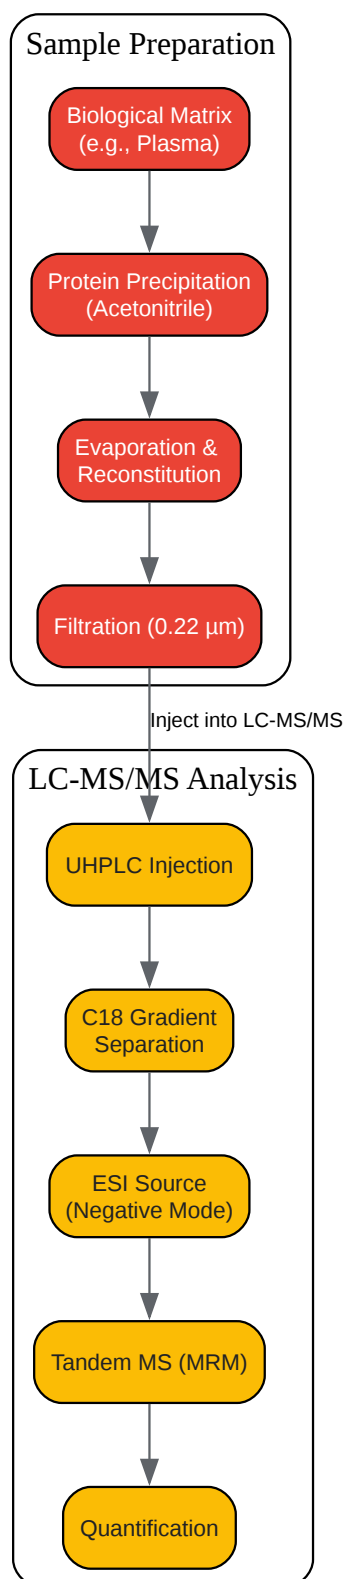 Sample Preparation
Biological Matrix
(e.g., Plasma)
Protein Precipitation
(Acetonitrile)
Evaporation &
Reconstitution
Filtration (0.22 µm)
Inject into LC-MS/MS
LC-MS/MS Analysis
UHPLC Injection
C18 Gradient
Separation
ESI Source
(Negative Mode)
Tandem MS (MRM)
Quantification